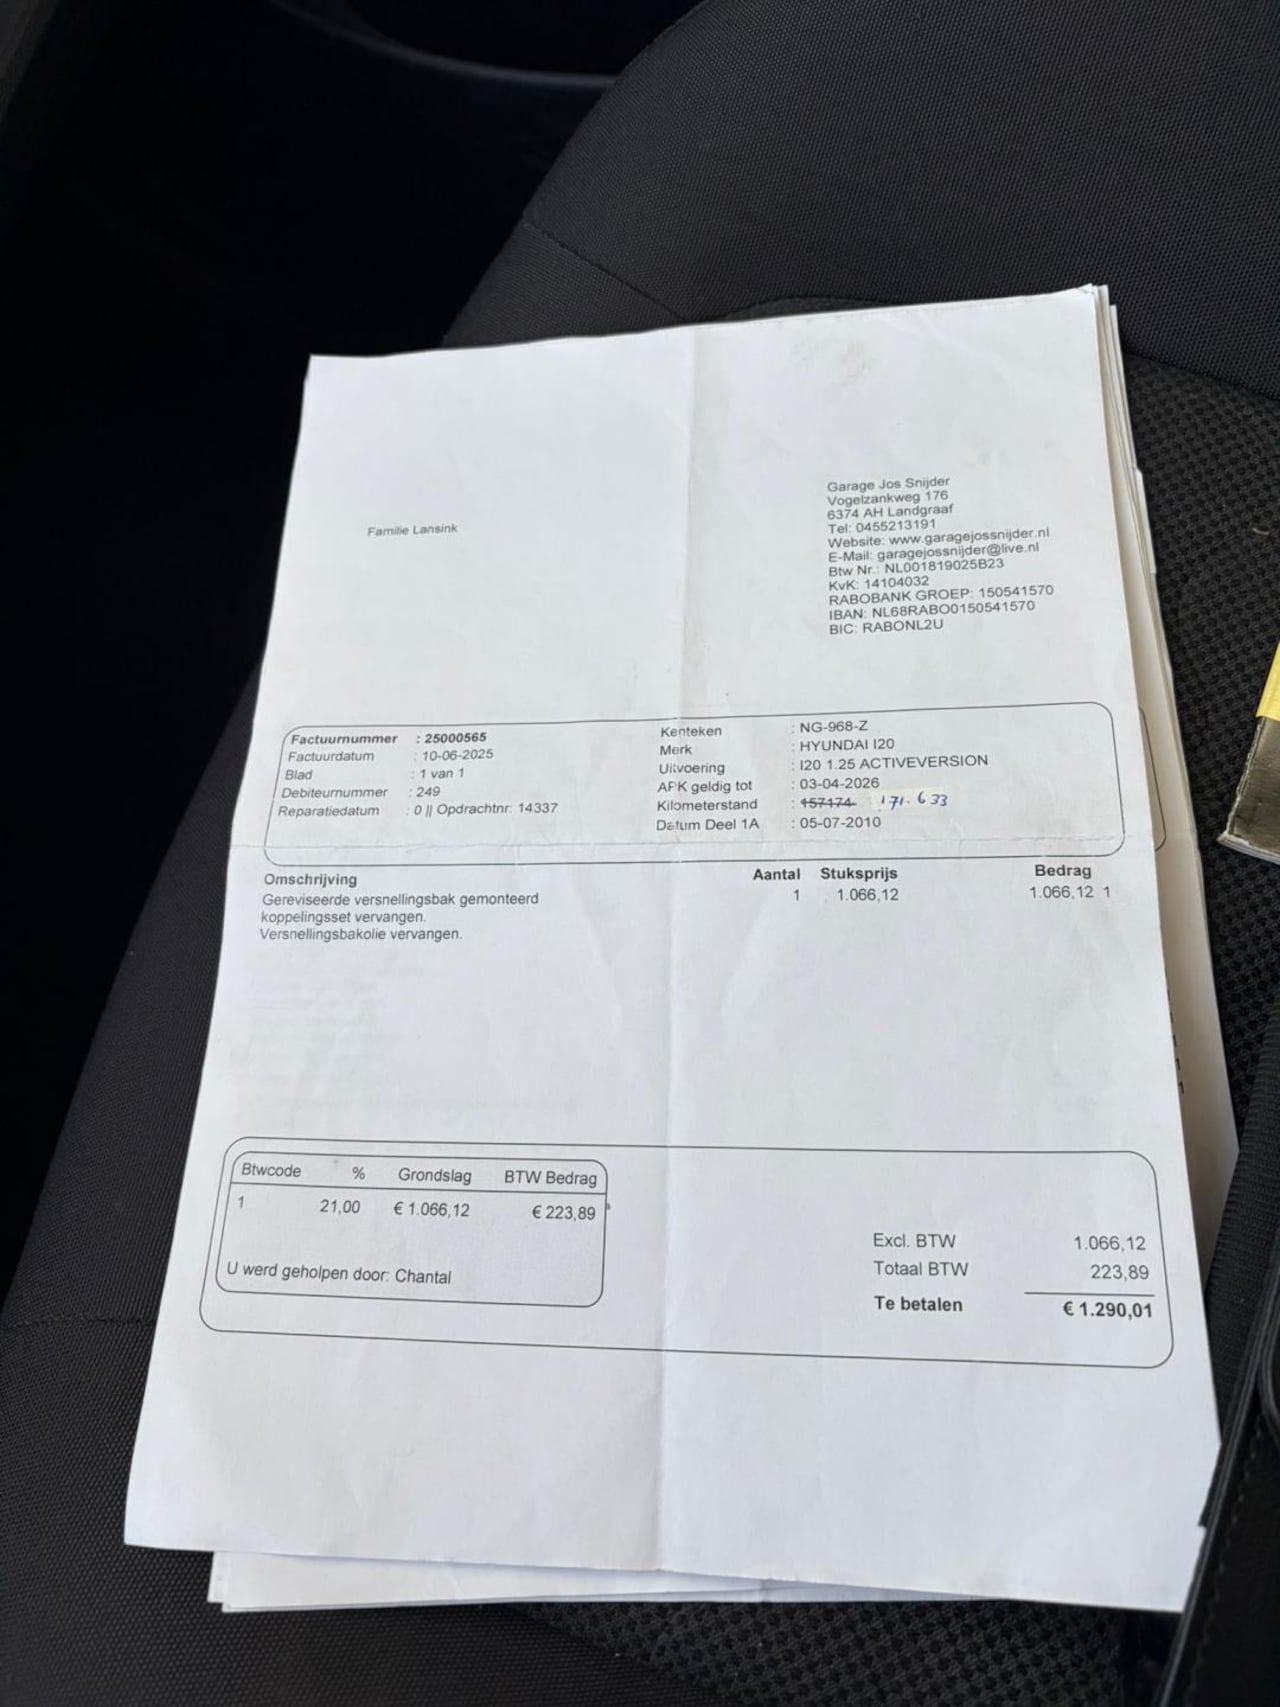 Garage Jos Snijder
Vogelzankweg 176
6374 AH Landgraaf
Tel: 0455213191
Website: www.garagejossnijder.nl
E-Mail: garagejossnijder@live.nl
Btw Nr.: NL001819025B23
KvK: 14104032
RABOBANK GROEP: 150541570
IBAN: NL68RABO0150541570
BIC: RABONL2U
Familie Lansink
Factuurnummer : 25000565
Factuurdatum : 10-06-2025
Blad : 1 van 1
Debiteurnummer : 249
Reparatiedatum : 0 || Opdrachtnr: 14337
Kenteken : NG-968-Z
Merk : HYUNDAI I20
Uitvoering : I20 1.25 ACTIVEVERSION
APK geldig tot : 03-04-2026
Kilometerstand : 157174 : 171.633
Datum Deel 1A : 05-07-2010
Omschrijving Aantal Stuksprijs Bedrag
Gereviseerde versnellingsbak gemonteerd 1 1.066,12 1.066,12 1
koppelingsset vervangen.
Versnellingsbakolie vervangen.
Btwcode % Grondslag BTW Bedrag
1 21,00 € 1.066,12 € 223,89
U werd geholpen door: Chantal
Excl. BTW 1.066,12
Totaal BTW 223,89
Te betalen € 1.290,01